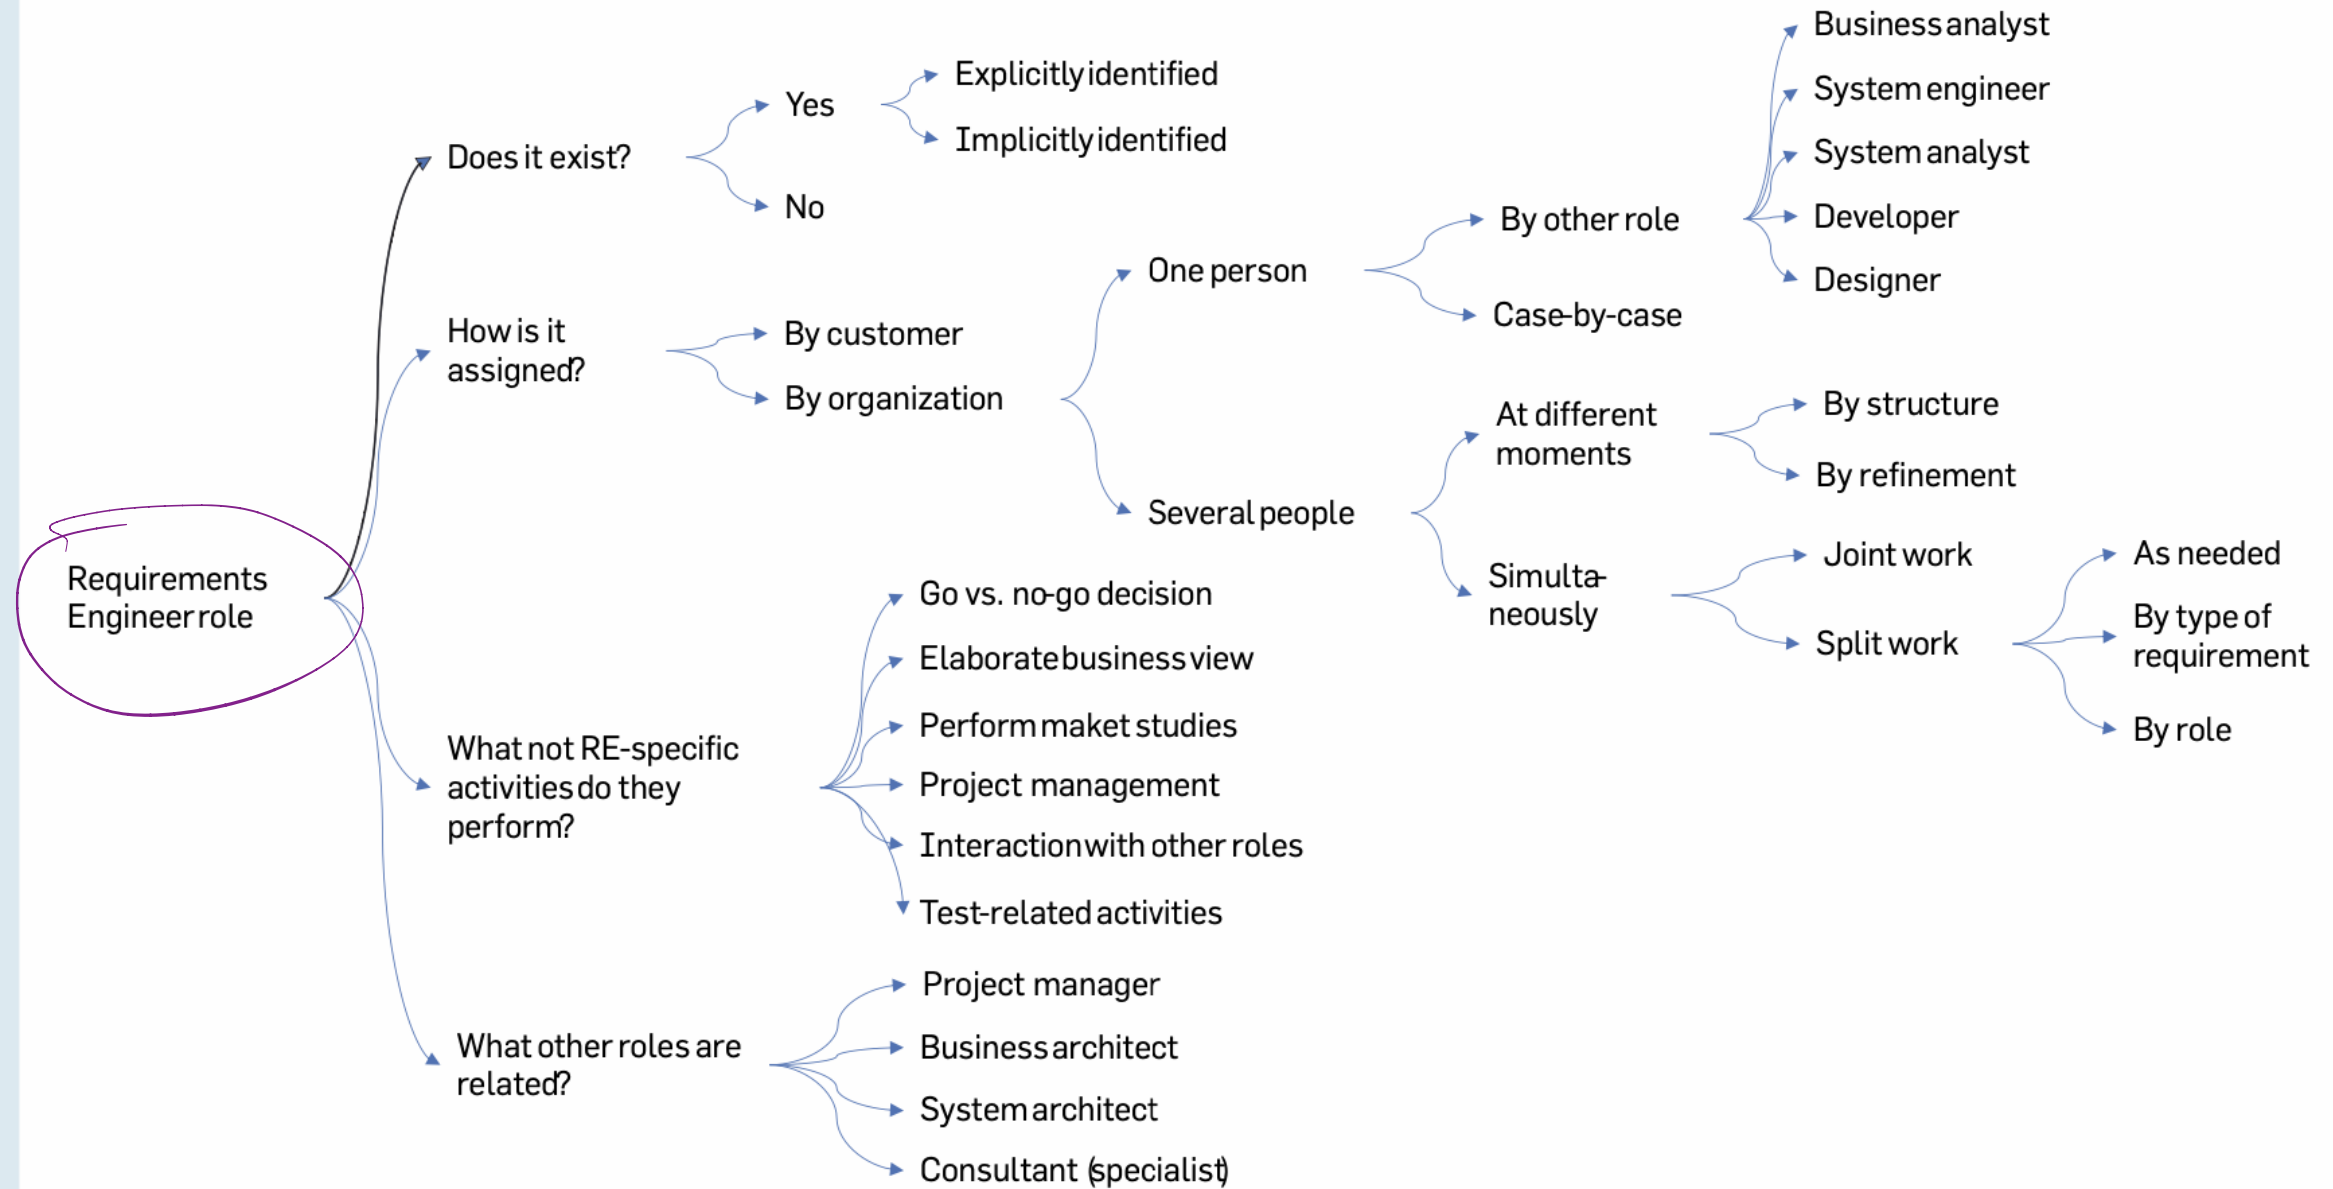 Requirements
Engineer role
Does it exist?
Yes
Explicitly identified
Implicitly identified
No
How is it
assigned?
By customer
By organization
One person
By other role
Business analyst
System engineer
System analyst
Developer
Designer
Case-by-case
Several people
At different
moments
By structure
By refinement
Simulta-
neously
Joint work
Split work
As needed
By type of
requirement
By role
What not RE-specific
activities do they
perform?
Go vs. no-go decision
Elaborate business view
Perform maket studies
Project management
Interaction with other roles
Test-related activities
What other roles are
related?
Project manager
Business architect
System architect
Consultant (specialist)